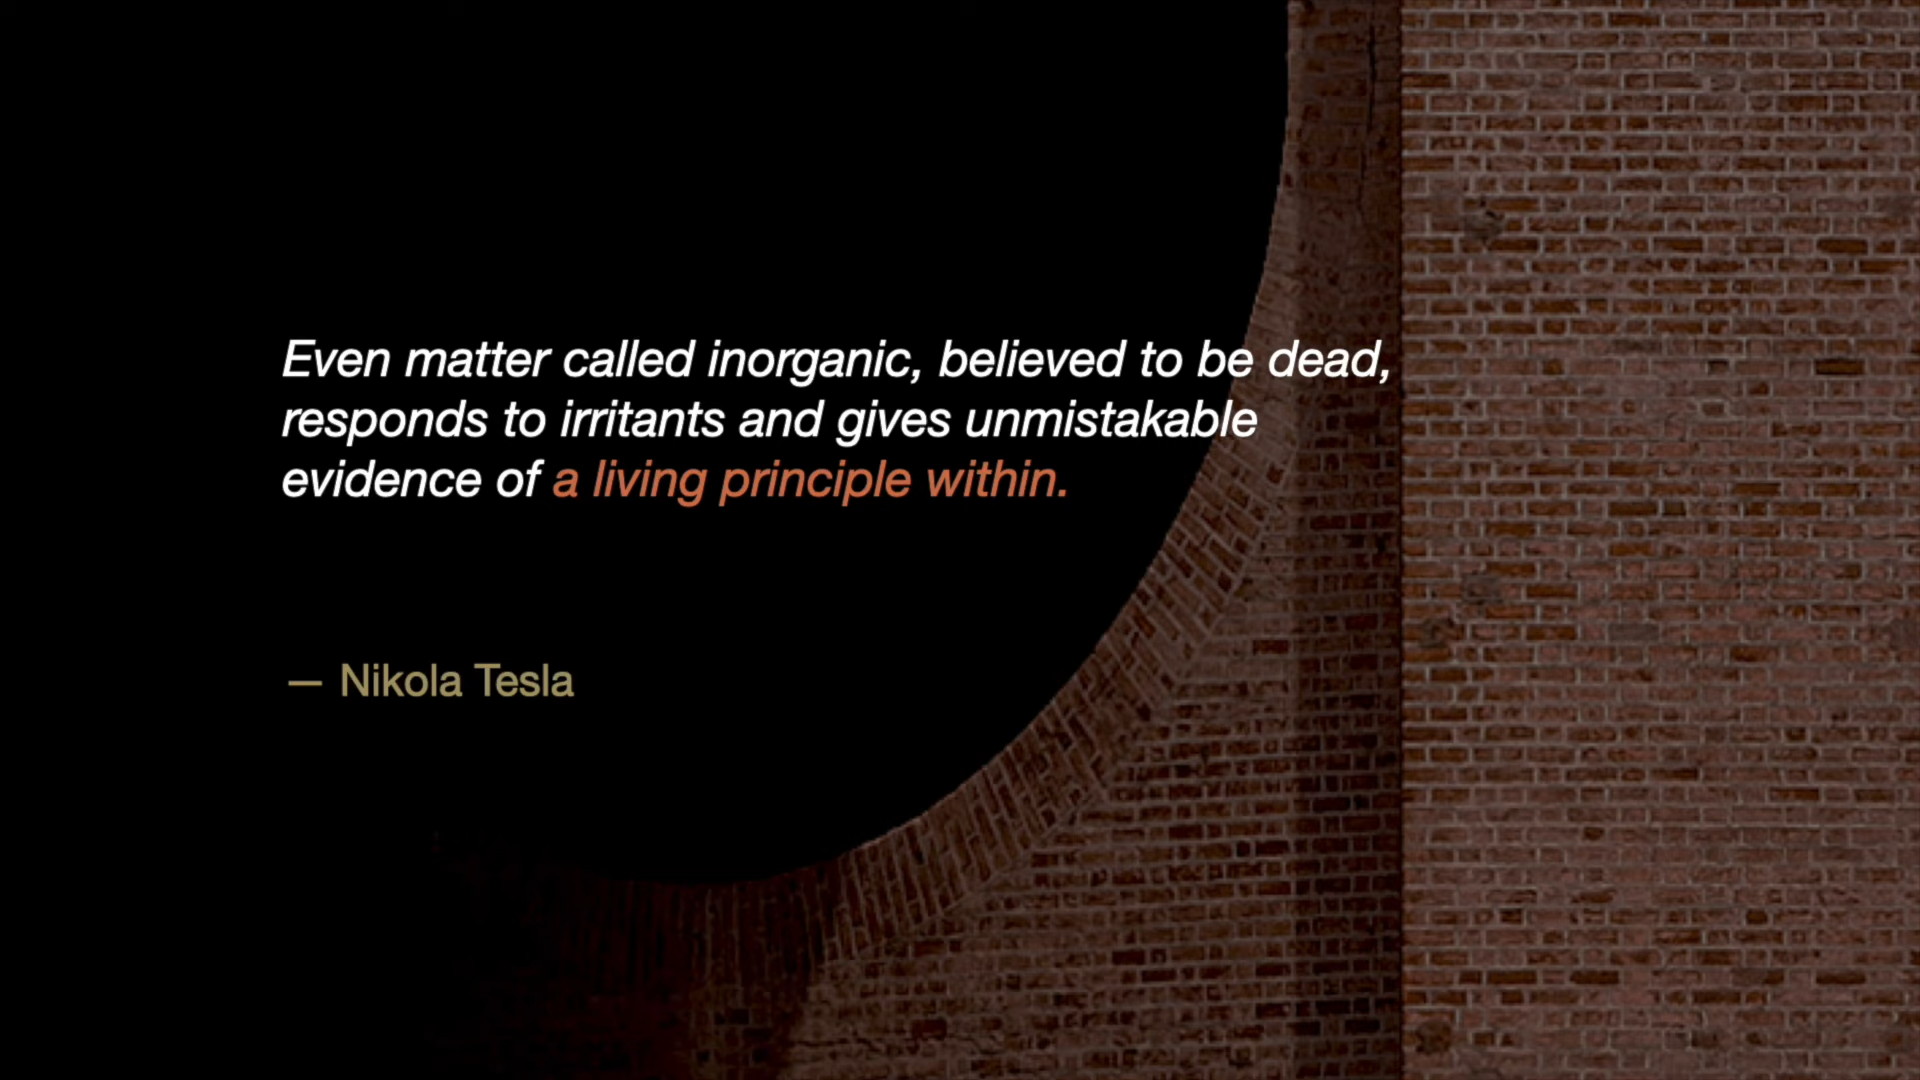 Even matter called inorganic, believed to be dead,
responds to irritants and gives unmistakable
evidence of a living principle within.
— Nikola Tesla